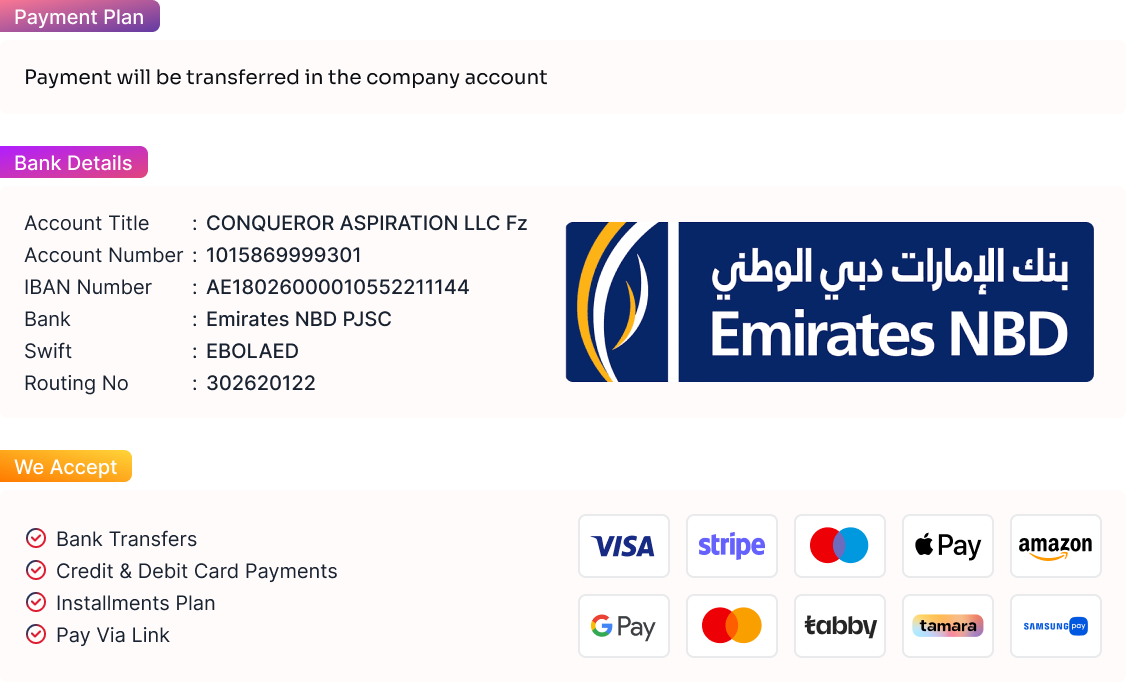 Payment Plan
Payment will be transferred in the company account
Bank Details
Account Title : CONQUEROR ASPIRATION LLC Fz
Account Number : 1015869999301
IBAN Number : AE18026000010552211144
Bank : Emirates NBD PJSC
Swift : EBOLAED
Routing No : 302620122
بنك الإمارات دبي الوطني
Emirates NBD
We Accept
Bank Transfers
Credit & Debit Card Payments
Installments Plan
Pay Via Link
VISA stripe Pay amazon
G Pay tabby tamara SAMSUNG pay